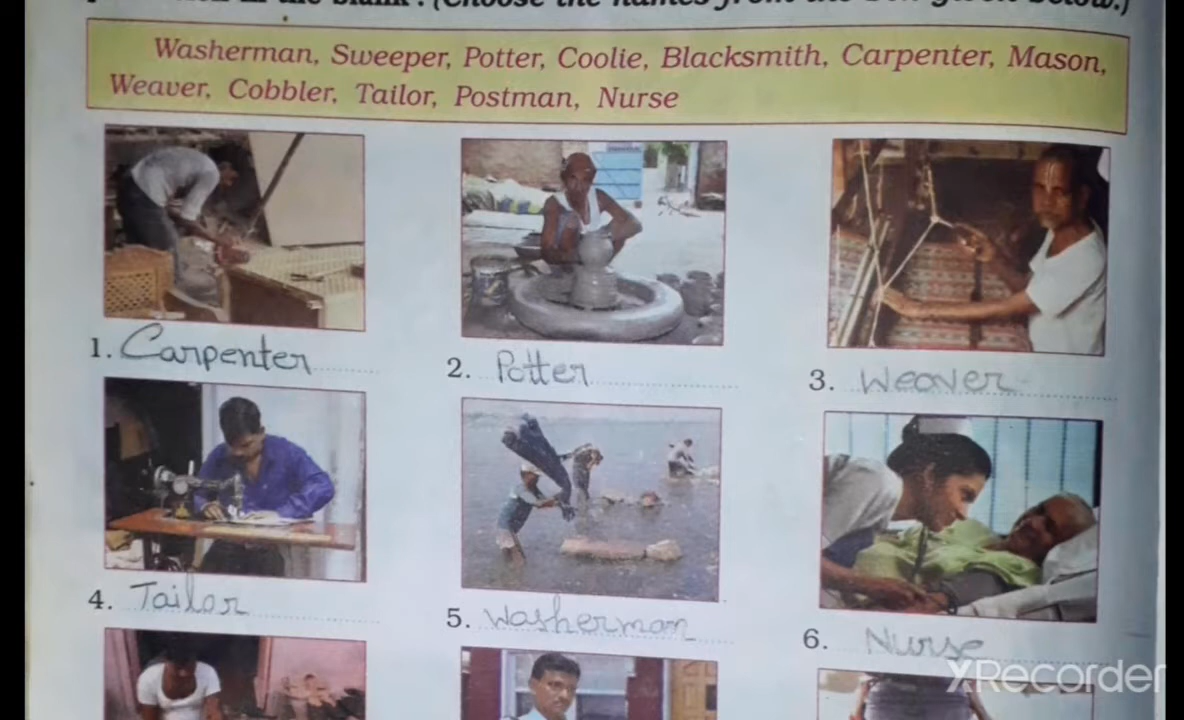 Washerman, Sweeper, Potter, Coolie, Blacksmith, Carpenter, Mason,
Weaver, Cobbler, Tailor, Postman, Nurse
1. Carpenter
2. Potter
3. Weaver
4. Tailor
5. Washerman
6. Nurse
XRecorder